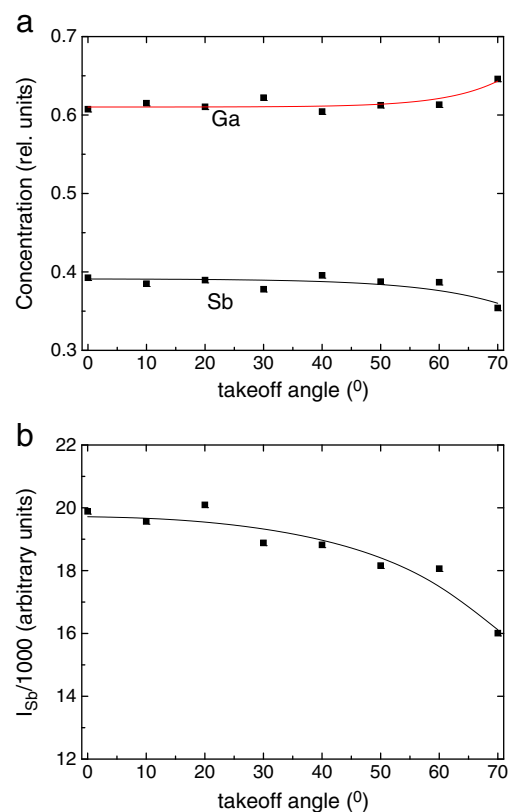 a
0.7
0.6
0.5
0.4
0.3
Concentration (rel. units)
Ga
Sb
0 10 20 30 40 50 60 70
takeoff angle (⁰)
b
22
20
18
16
14
12
I_Sb/1000 (arbitrary units)
0 10 20 30 40 50 60 70
takeoff angle (⁰)